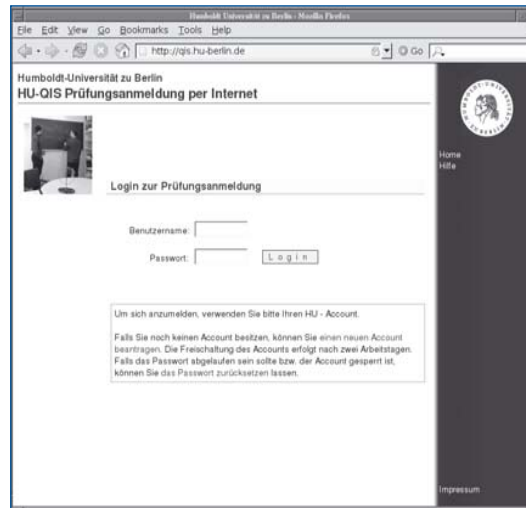 Humboldt Universität zu Berlin - Mozilla Firefox
File Edit View Go Bookmarks Tools Help
http://qis.hu-berlin.de
Go
Humboldt-Universität zu Berlin
HU-QIS Prüfungsanmeldung per Internet
Home
Hilfe
Login zur Prüfungsanmeldung
Benutzername:
Passwort:
Login
Um sich anzumelden, verwenden Sie bitte Ihren HU - Account.
Falls Sie noch keinen Account besitzen, können Sie einen neuen Account
beantragen. Die Freischaltung des Accounts erfolgt nach zwei Arbeitstagen.
Falls das Passwort abgelaufen sein sollte bzw. der Account gesperrt ist,
können Sie das Passwort zurücksetzen lassen.
Impressum